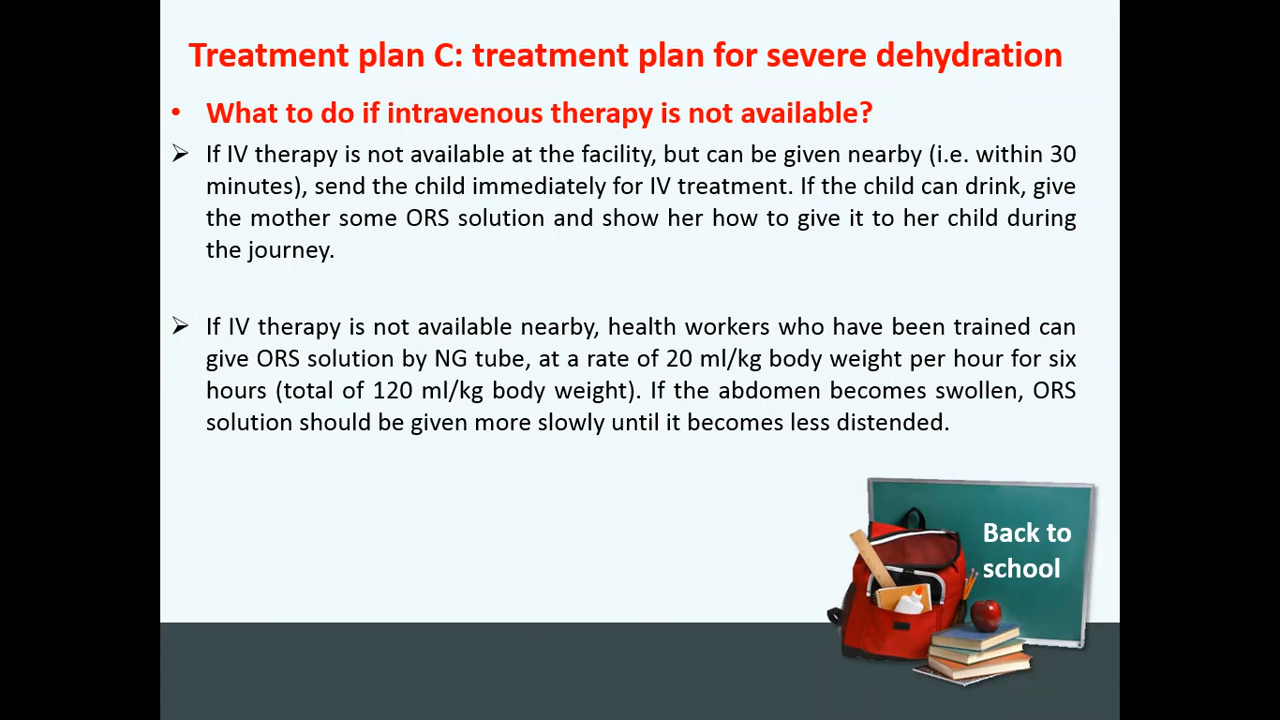 Treatment plan C: treatment plan for severe dehydration
• What to do if intravenous therapy is not available?
➢ If IV therapy is not available at the facility, but can be given nearby (i.e. within 30
minutes), send the child immediately for IV treatment. If the child can drink, give
the mother some ORS solution and show her how to give it to her child during
the journey.
➢ If IV therapy is not available nearby, health workers who have been trained can
give ORS solution by NG tube, at a rate of 20 ml/kg body weight per hour for six
hours (total of 120 ml/kg body weight). If the abdomen becomes swollen, ORS
solution should be given more slowly until it becomes less distended.
Back to
school